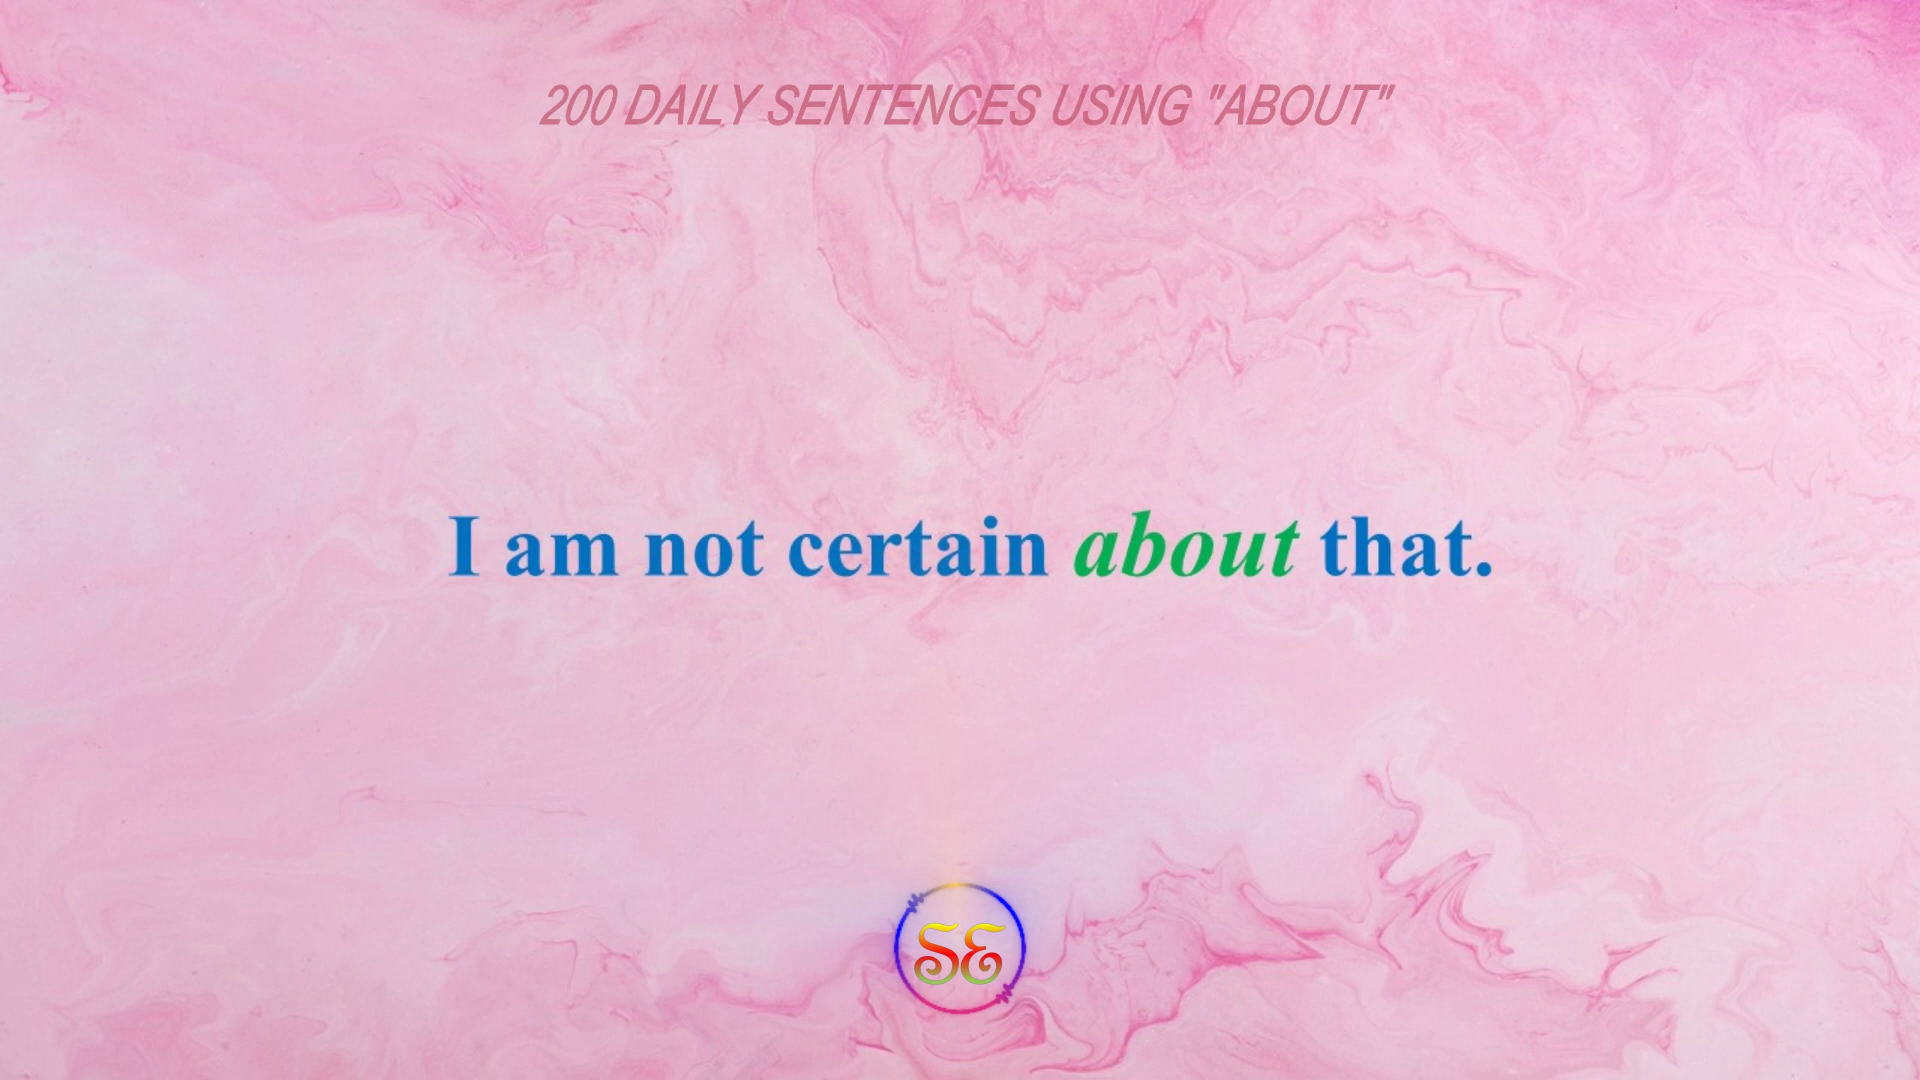 200 DAILY SENTENCES USING "ABOUT"
I am not certain about that.
SE